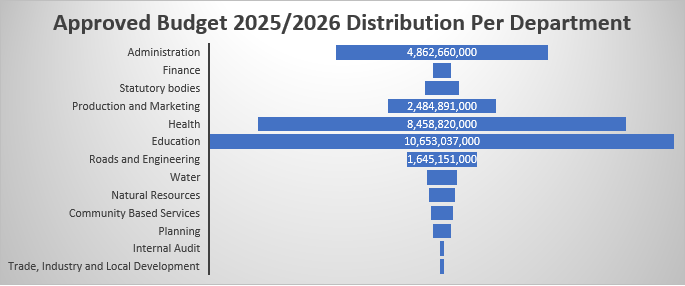 Approved Budget 2025/2026 Distribution Per Department
Administration 4,862,660,000
Finance
Statutory bodies
Production and Marketing 2,484,891,000
Health 8,458,820,000
Education 10,653,037,000
Roads and Engineering 1,645,151,000
Water
Natural Resources
Community Based Services
Planning
Internal Audit
Trade, Industry and Local Development